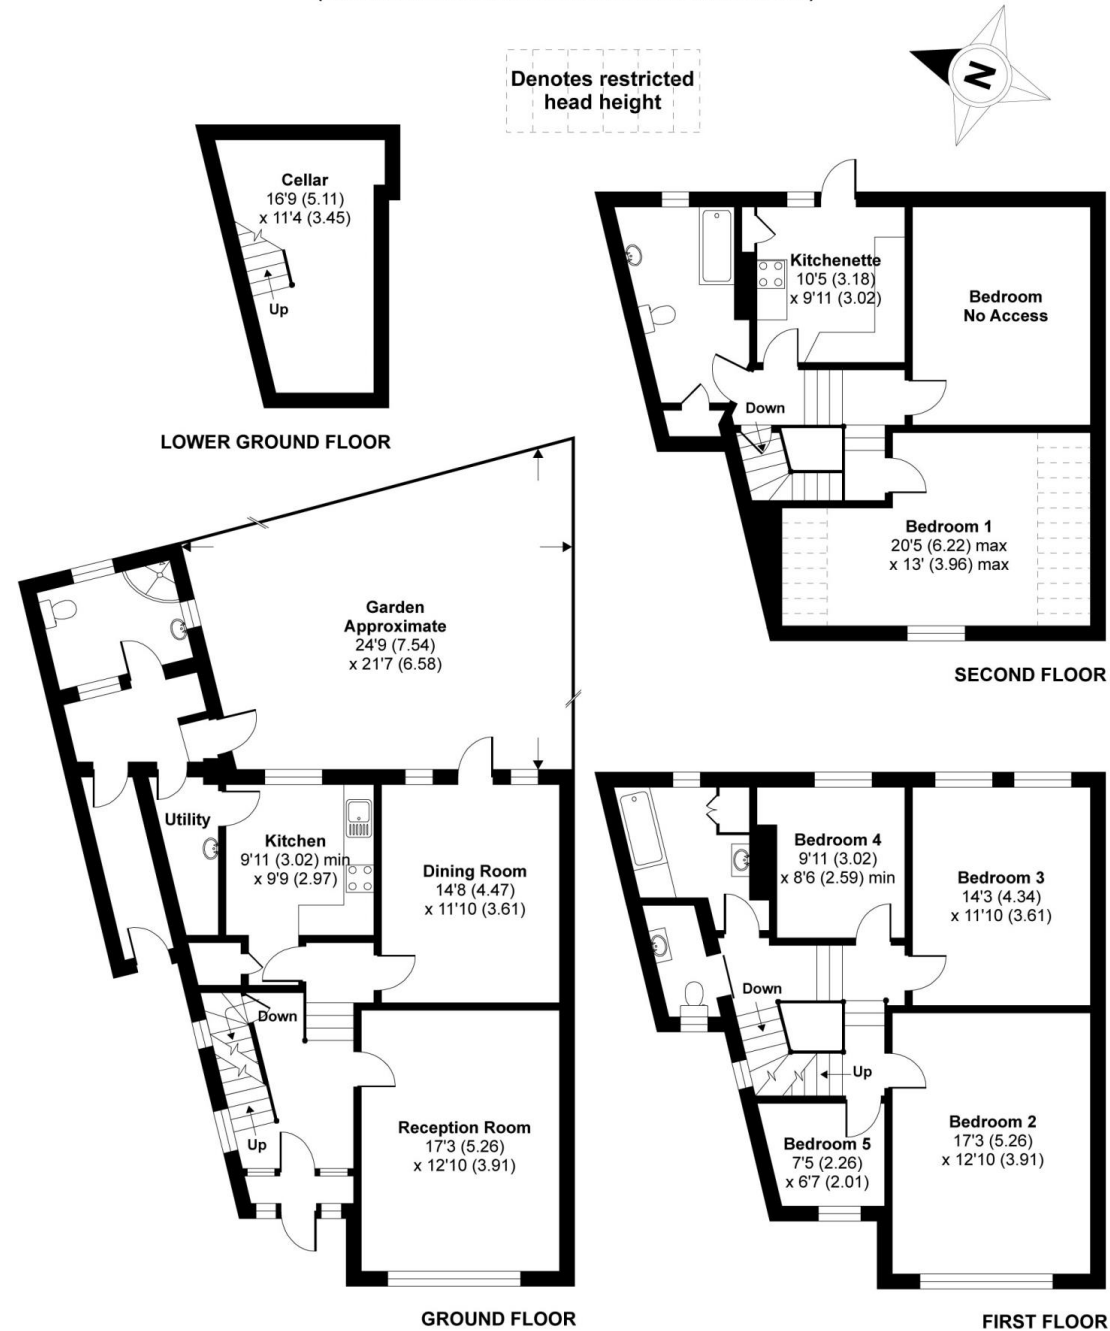 Denotes restricted
head height
N
Cellar
16'9 (5.11)
x 11'4 (3.45)
Up
LOWER GROUND FLOOR
Kitchenette
10'5 (3.18)
x 9'11 (3.02)
Bedroom
No Access
Down
Bedroom 1
20'5 (6.22) max
x 13' (3.96) max
SECOND FLOOR
Garden
Approximate
24'9 (7.54)
x 21'7 (6.58)
Utility
Kitchen
9'11 (3.02) min
x 9'9 (2.97)
Dining Room
14'8 (4.47)
x 11'10 (3.61)
Down
Up
Reception Room
17'3 (5.26)
x 12'10 (3.91)
GROUND FLOOR
Bedroom 4
9'11 (3.02)
x 8'6 (2.59) min
Bedroom 3
14'3 (4.34)
x 11'10 (3.61)
Down
Up
Bedroom 5
7'5 (2.26)
x 6'7 (2.01)
Bedroom 2
17'3 (5.26)
x 12'10 (3.91)
FIRST FLOOR